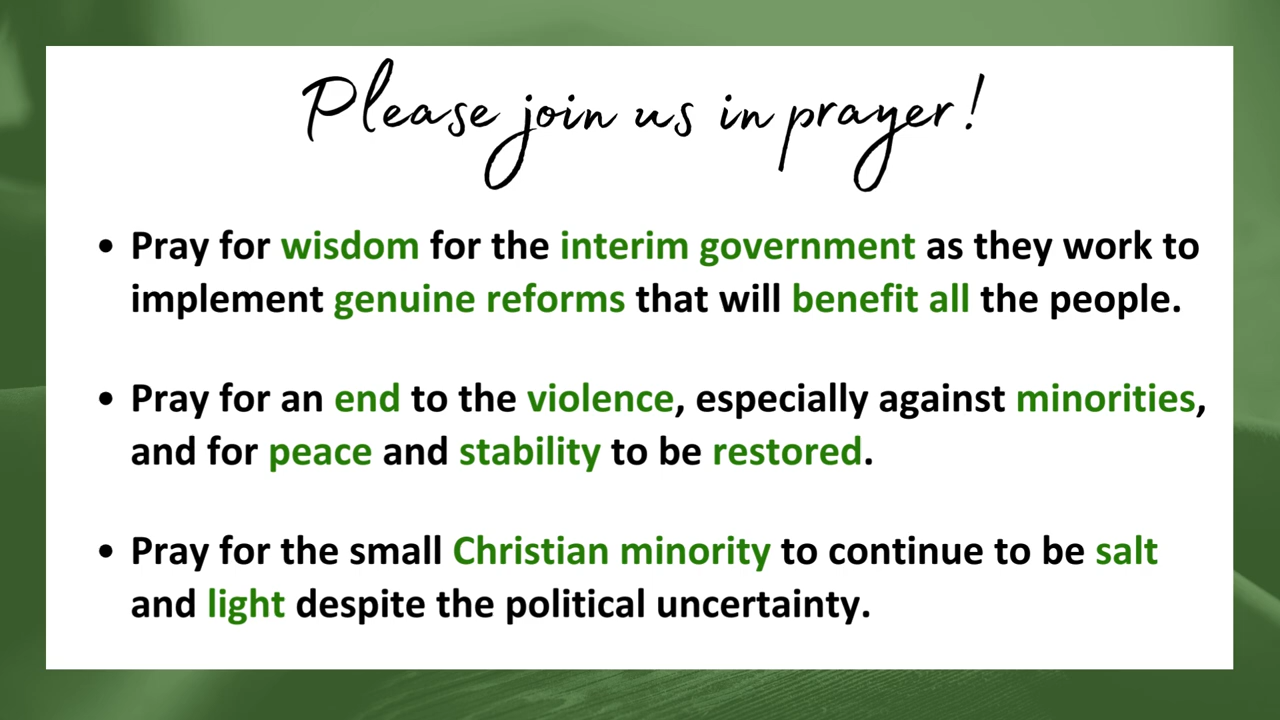 Please join us in prayer!
• Pray for wisdom for the interim government as they work to
implement genuine reforms that will benefit all the people.
• Pray for an end to the violence, especially against minorities,
and for peace and stability to be restored.
• Pray for the small Christian minority to continue to be salt
and light despite the political uncertainty.